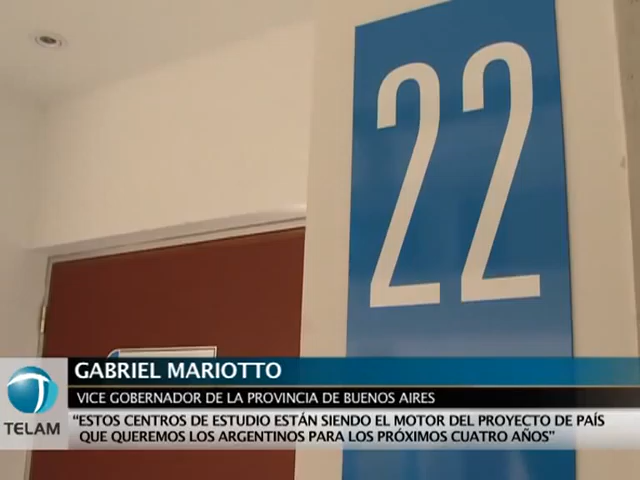 22
GABRIEL MARIOTTO
VICE GOBERNADOR DE LA PROVINCIA DE BUENOS AIRES
TELAM
“ESTOS CENTROS DE ESTUDIO ESTÁN SIENDO EL MOTOR DEL PROYECTO DE PAÍS
QUE QUEREMOS LOS ARGENTINOS PARA LOS PRÓXIMOS CUATRO AÑOS”